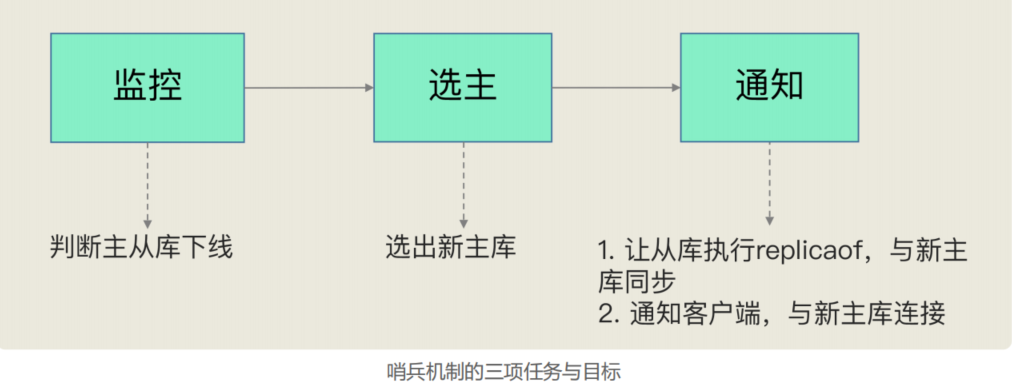 监控
选主
通知
判断主从库下线
选出新主库
1. 让从库执行replicaof，与新主
库同步
2. 通知客户端，与新主库连接
哨兵机制的三项任务与目标